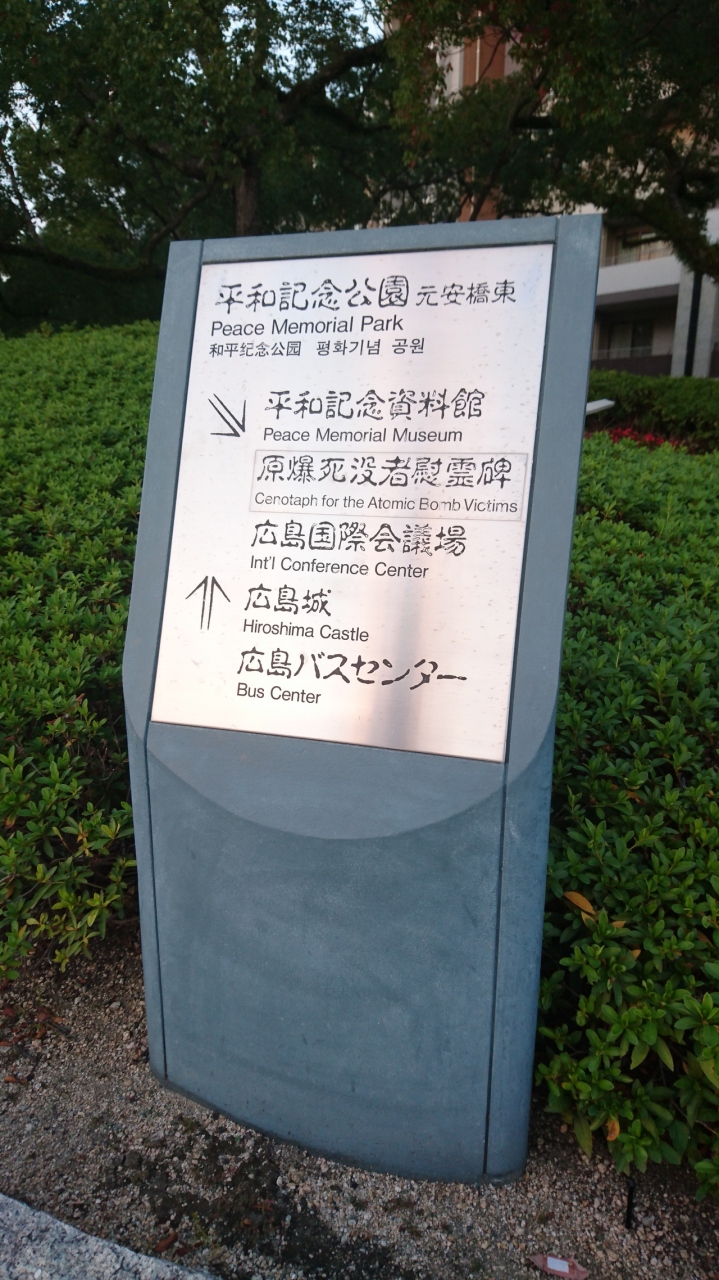 平和記念公園 元安橋東
Peace Memorial Park
和平纪念公园 평화기념 공원
平和記念資料館
Peace Memorial Museum
原爆死没者慰霊碑
Cenotaph for the Atomic Bomb Victims
広島国際会議場
Int'l Conference Center
広島城
Hiroshima Castle
広島バスセンター
Bus Center